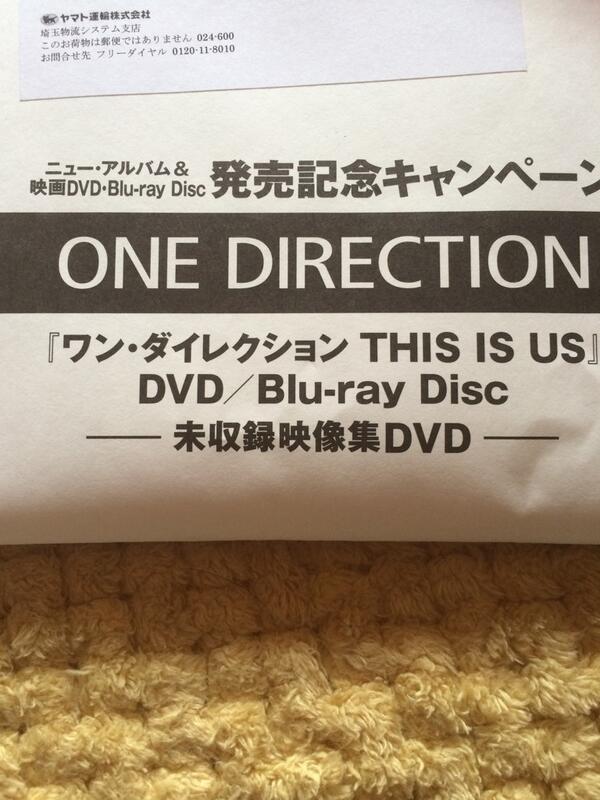 ヤマト運輸株式会社
埼玉物流システム支店
このお荷物は郵便ではありません 024-600
お問合せ先 フリーダイヤル 0120-11-8010
ニュー・アルバム&
映画DVD・Blu-ray Disc 発売記念キャンペーン
ONE DIRECTION
『ワン・ダイレクション THIS IS US』
DVD/Blu-ray Disc
未収録映像集DVD